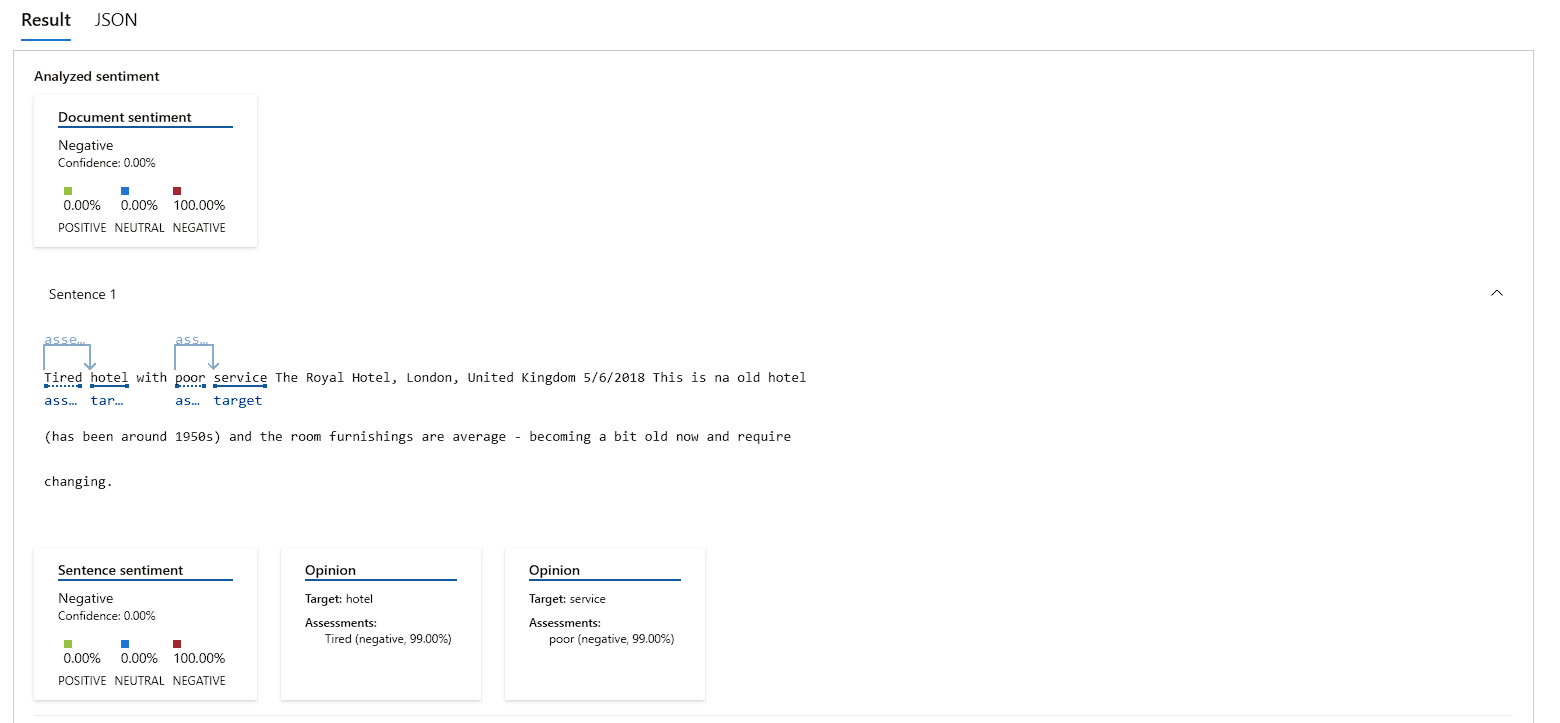 Result JSON
Analyzed sentiment
Document sentiment
Negative
Confidence: 0.00%
0.00% 0.00% 100.00%
POSITIVE NEUTRAL NEGATIVE
Sentence 1
asse… ass…
Tired hotel with poor service The Royal Hotel, London, United Kingdom 5/6/2018 This is na old hotel
ass… tar… as… target
(has been around 1950s) and the room furnishings are average - becoming a bit old now and require
changing.
Sentence sentiment
Negative
Confidence: 0.00%
0.00% 0.00% 100.00%
POSITIVE NEUTRAL NEGATIVE
Opinion
Target: hotel
Assessments:
Tired (negative, 99.00%)
Opinion
Target: service
Assessments:
poor (negative, 99.00%)